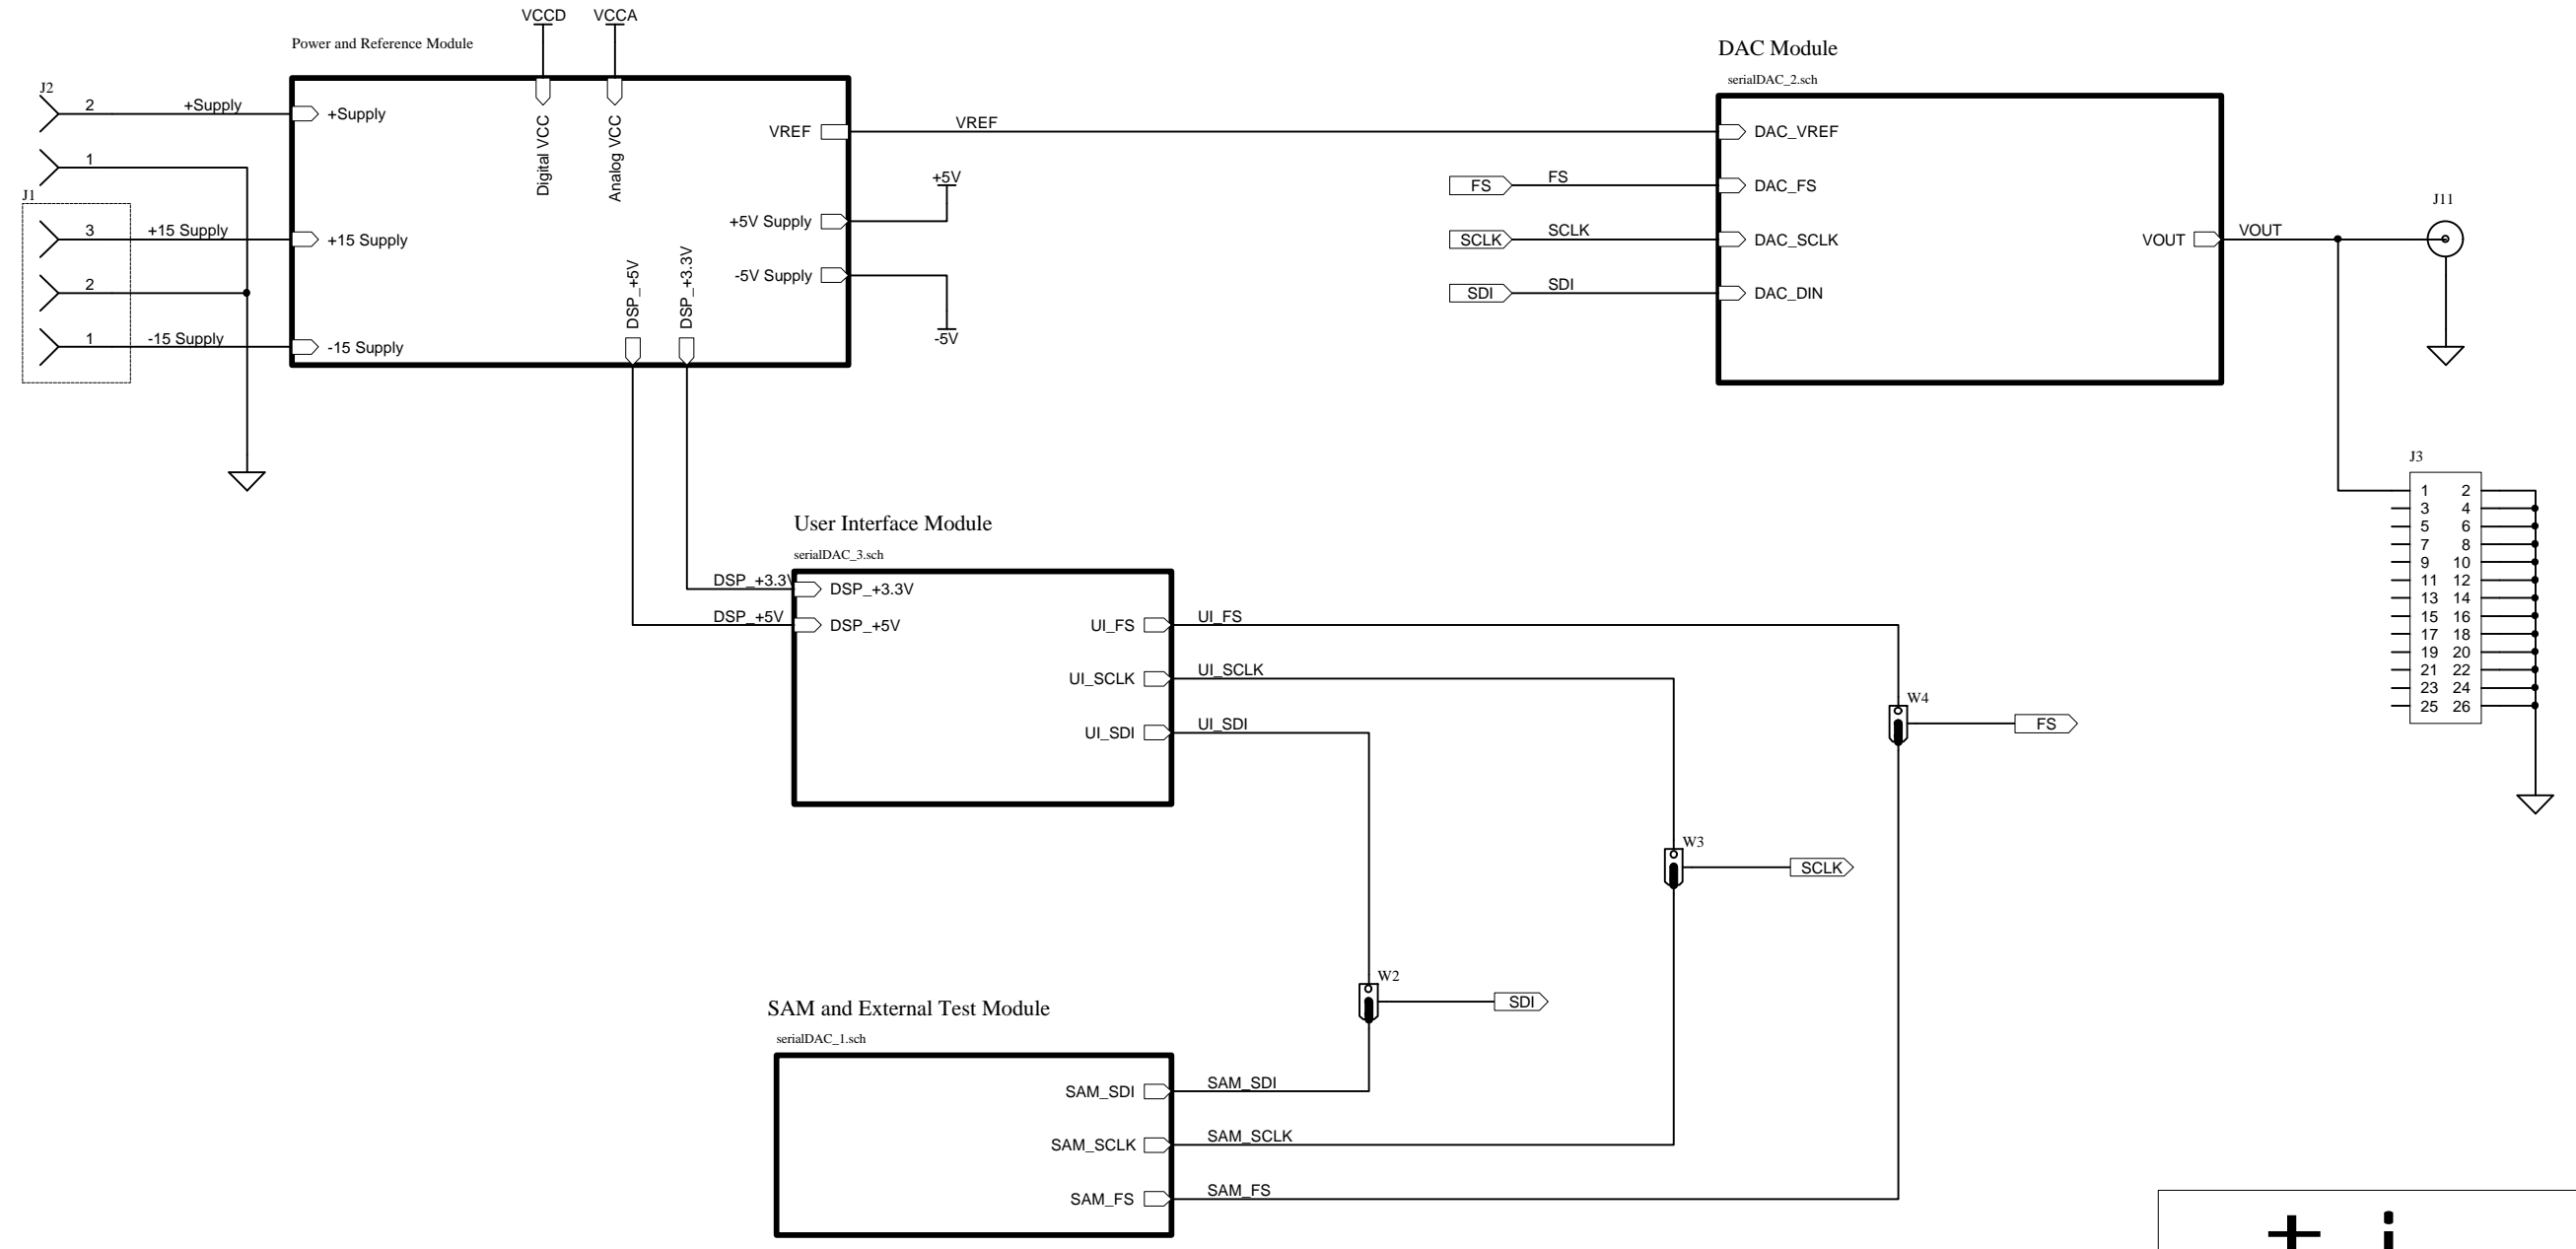 VCCD VCCA
Power and Reference Module
J2
2 +Supply
+Supply
1
J1
3 +15 Supply
+15 Supply
2
1 -15 Supply
-15 Supply
Digital VCC
Analog VCC
VREF
VREF
+5V Supply
+5V
-5V Supply
-5V
DSP_+5V
DSP_+3.3V
DAC Module
serialDAC_2.sch
DAC_VREF
FS FS DAC_FS
SCLK SCLK DAC_SCLK
SDI SDI DAC_DIN
VOUT VOUT
J11
J3
1 2
3 4
5 6
7 8
9 10
11 12
13 14
15 16
17 18
19 20
21 22
23 24
25 26
User Interface Module
serialDAC_3.sch
DSP_+3.3V DSP_+3.3V
DSP_+5V DSP_+5V
UI_FS UI_FS
UI_SCLK UI_SCLK
UI_SDI UI_SDI
W4
FS
W3
SCLK
W2
SDI
SAM and External Test Module
serialDAC_1.sch
SAM_SDI SAM_SDI
SAM_SCLK SAM_SCLK
SAM_FS SAM_FS